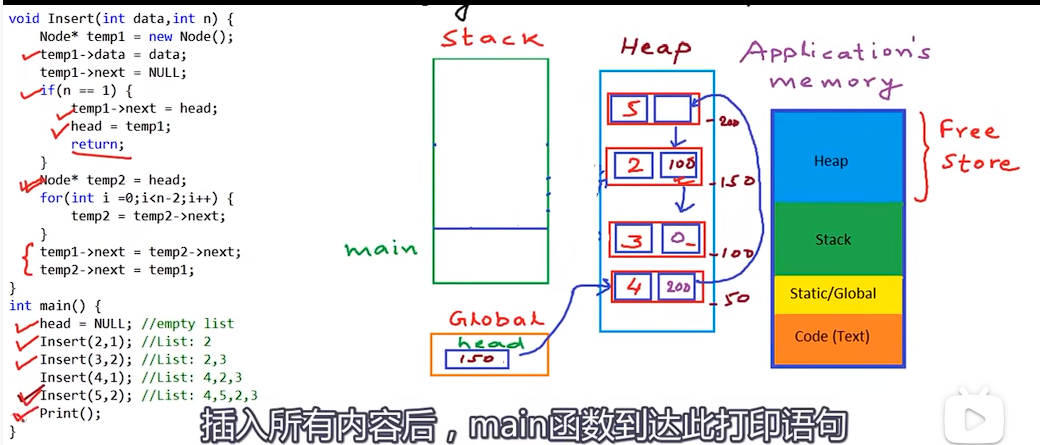 void Insert(int data,int n) {
Node* temp1 = new Node();
temp1->data = data;
temp1->next = NULL;
if(n == 1) {
temp1->next = head;
head = temp1;
return;
}
Node* temp2 = head;
for(int i =0;i<n-2;i++) {
temp2 = temp2->next;
}
temp1->next = temp2->next;
temp2->next = temp1;
}
int main() {
head = NULL; //empty list
Insert(2,1); //List: 2
Insert(3,2); //List: 2,3
Insert(4,1); //List: 4,2,3
Insert(5,2); //List: 4,5,2,3
Print();
}
Stack
main
Global
head
150
Heap
5
200
2 100
150
3 0
100
4 200
50
Application's
memory
Heap
Stack
Static/Global
Code (Text)
Free
Store
插入所有内容后，main函数到达此打印语句